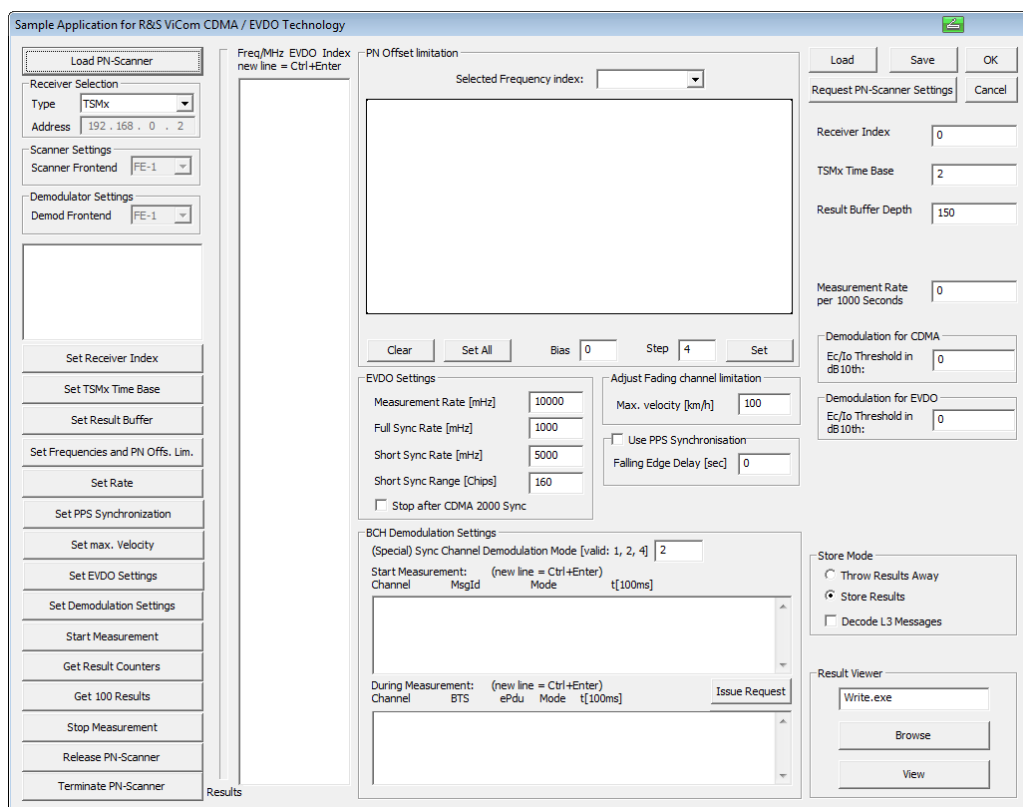 Sample Application for R&S ViCom CDMA / EVDO Technology
Load PN-Scanner
Receiver Selection
Type TSMx
Address 192 . 168 . 0 . 2
Scanner Settings
Scanner Frontend FE-1
Demodulator Settings
Demod Frontend FE-1
Set Receiver Index
Set TSMx Time Base
Set Result Buffer
Set Frequencies and PN Offs. Lim.
Set Rate
Set PPS Synchronization
Set max. Velocity
Set EVDO Settings
Set Demodulation Settings
Start Measurement
Get Result Counters
Get 100 Results
Stop Measurement
Release PN-Scanner
Terminate PN-Scanner
Results
Freq/MHz EVDO Index
new line = Ctrl+Enter
PN Offset limitation
Selected Frequency index:
Clear Set All Bias 0 Step 4 Set
EVDO Settings
Measurement Rate [mHz] 10000
Full Sync Rate [mHz] 1000
Short Sync Rate [mHz] 5000
Short Sync Range [Chips] 160
Stop after CDMA 2000 Sync
Adjust Fading channel limitation
Max. velocity [km/h] 100
Use PPS Synchronisation
Falling Edge Delay [sec] 0
BCH Demodulation Settings
(Special) Sync Channel Demodulation Mode [valid: 1, 2, 4] 2
Start Measurement: (new line = Ctrl+Enter)
Channel MsgId Mode t[100ms]
During Measurement: (new line = Ctrl+Enter)
Channel BTS ePdu Mode t[100ms]
Issue Request
Load Save OK
Request PN-Scanner Settings Cancel
Receiver Index 0
TSMx Time Base 2
Result Buffer Depth 150
Measurement Rate
per 1000 Seconds 0
Demodulation for CDMA
Ec/Io Threshold in
dB10th: 0
Demodulation for EVDO
Ec/Io Threshold in
dB10th: 0
Store Mode
Throw Results Away
Store Results
Decode L3 Messages
Result Viewer
Write.exe
Browse
View